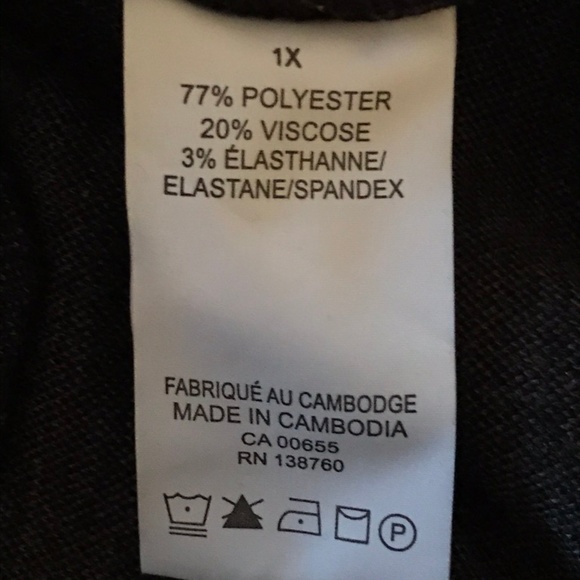 1X
77% POLYESTER
20% VISCOSE
3% ÉLASTHANNE/
ELASTANE/SPANDEX
FABRIQUÉ AU CAMBODGE
MADE IN CAMBODIA
CA 00655
RN 138760
P